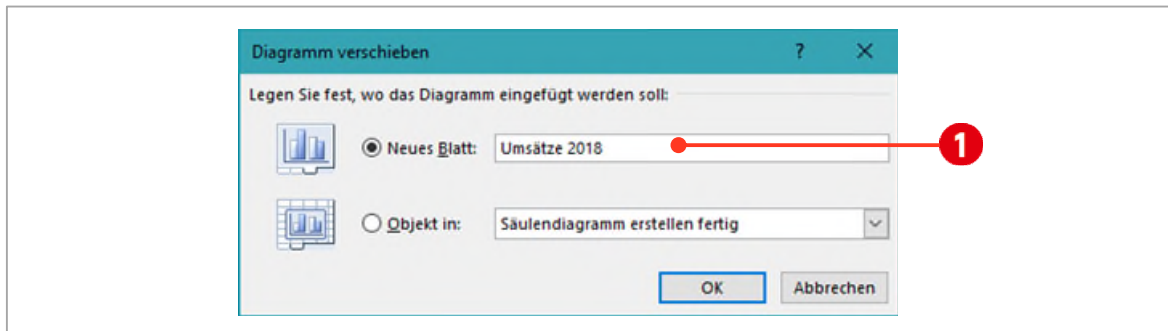 Diagramm verschieben ? ×
Legen Sie fest, wo das Diagramm eingefügt werden soll:
Neues Blatt: Umsätze 2018 1
Objekt in: Säulendiagramm erstellen fertig
OK Abbrechen